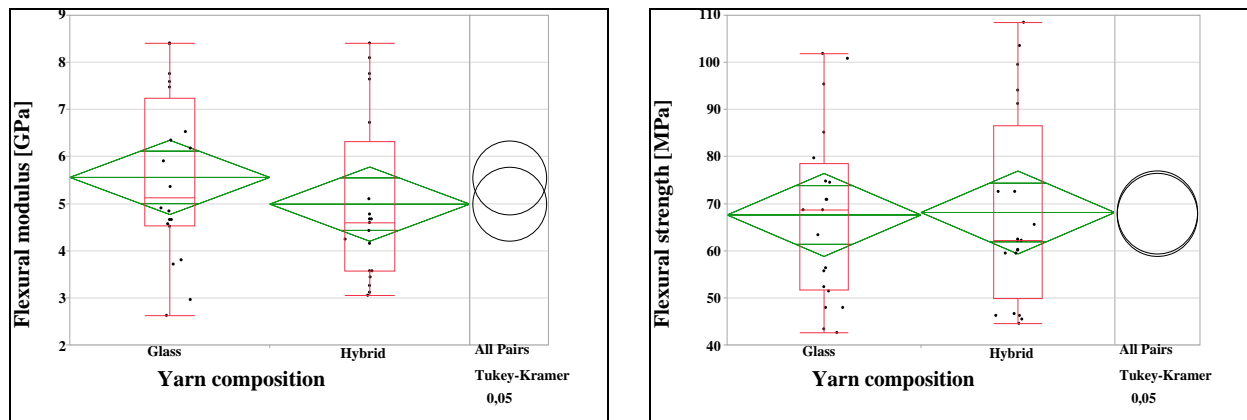 Flexural modulus [GPa]
9
8
7
6
5
4
3
2
Glass
Hybrid
All Pairs
Tukey-Kramer
0,05
Yarn composition
Flexural strength [MPa]
110
100
90
80
70
60
50
40
Glass
Hybrid
All Pairs
Tukey-Kramer
0,05
Yarn composition